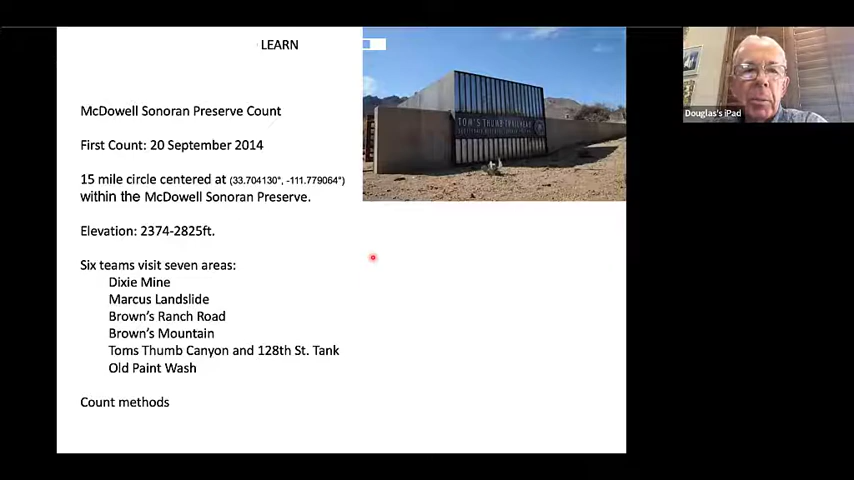 LEARN
McDowell Sonoran Preserve Count
First Count: 20 September 2014
15 mile circle centered at (33.704130°, -111.779064°)
within the McDowell Sonoran Preserve.
Elevation: 2374-2825ft.
Six teams visit seven areas:
Dixie Mine
Marcus Landslide
Brown's Ranch Road
Brown's Mountain
Toms Thumb Canyon and 128th St. Tank
Old Paint Wash
Count methods
TOM'S THUMB TRAILHEAD
Douglas's iPad